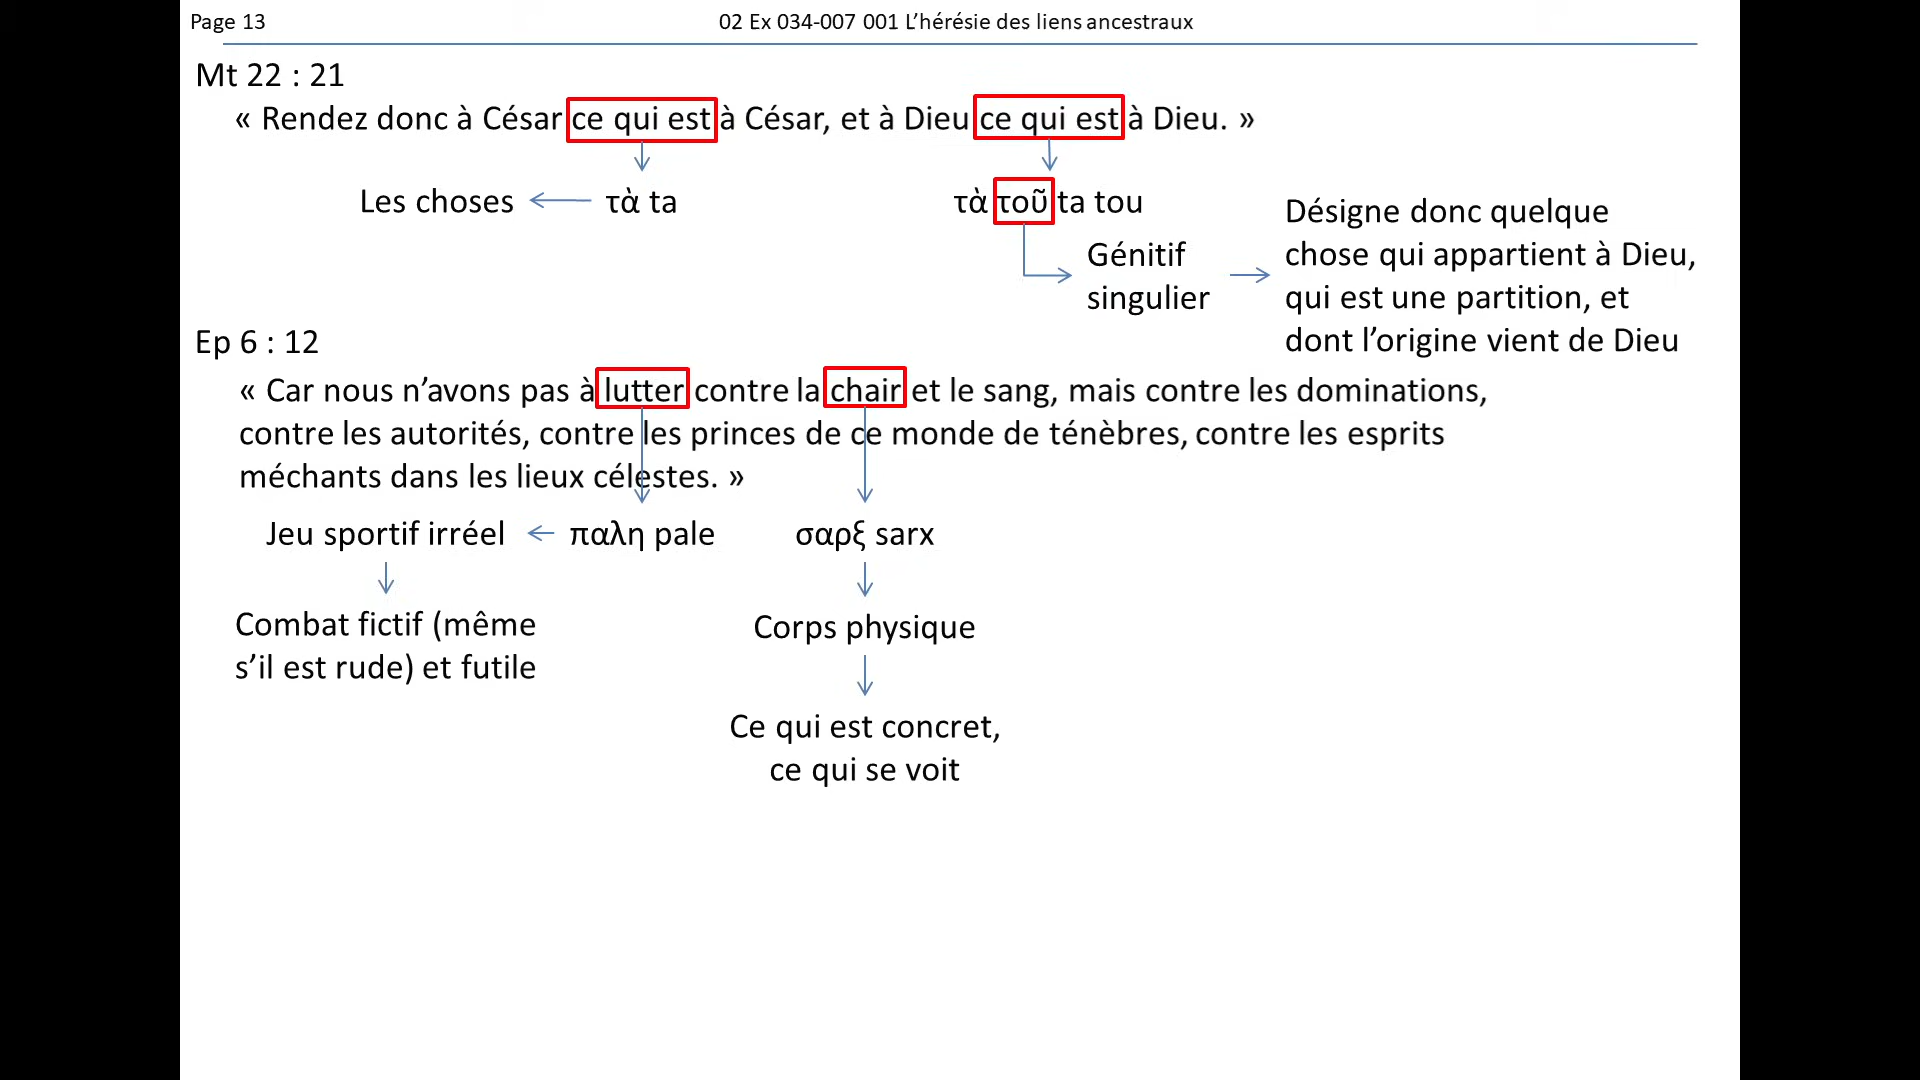 Page 13
02 Ex 034-007 001 L’hérésie des liens ancestraux
Mt 22 : 21
« Rendez donc à César ce qui est à César, et à Dieu ce qui est à Dieu. »
Les choses
τὰ ta
τὰ τοῦ ta tou
Génitif
singulier
Désigne donc quelque
chose qui appartient à Dieu,
qui est une partition, et
dont l’origine vient de Dieu
Ep 6 : 12
« Car nous n’avons pas à lutter contre la chair et le sang, mais contre les dominations,
contre les autorités, contre les princes de ce monde de ténèbres, contre les esprits
méchants dans les lieux célestes. »
Jeu sportif irréel
παλη pale
σαρξ sarx
Combat fictif (même
s’il est rude) et futile
Corps physique
Ce qui est concret,
ce qui se voit